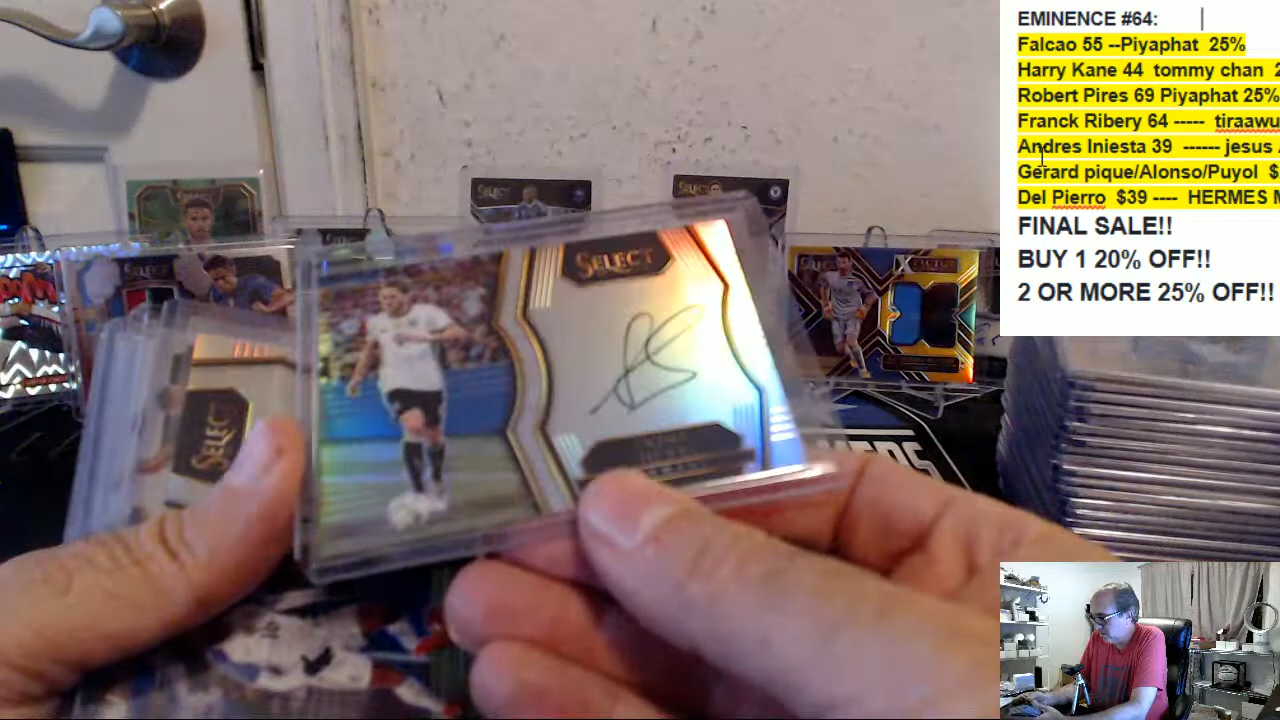 EMINENCE #64:
Falcao 55 --Piyaphat 25%
Harry Kane 44 tommy chan 2
Robert Pires 69 Piyaphat 25%
Franck Ribery 64 ----- tiraawu
Andres Iniesta 39 ------ jesus
Gerard pique/Alonso/Puyol $
Del Pierro $39 ---- HERMES M
FINAL SALE!!
BUY 1 20% OFF!!
2 OR MORE 25% OFF!!
SELECT
SELECT